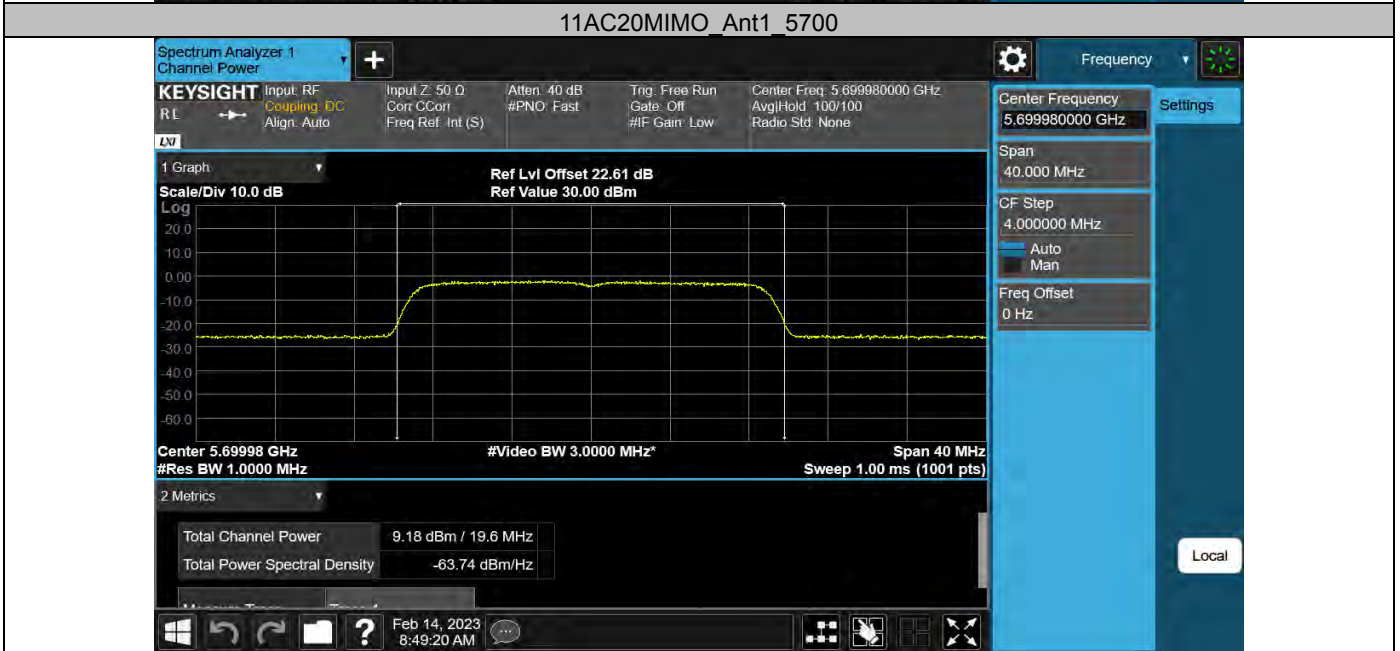 11AC20MIMO_Ant1_5700
Spectrum Analyzer 1
Channel Power
+
Frequency
KEYSIGHT
RL
LXI
Input: RF
Coupling: DC
Align: Auto
Input Z: 50 Ω
Corr CCorr
Freq Ref: Int (S)
Atten: 40 dB
#PNO: Fast
Trig: Free Run
Gate: Off
#IF Gain: Low
Center Freq: 5.699980000 GHz
Avg|Hold: 100/100
Radio Std: None
Center Frequency
5.699980000 GHz
Settings
Span
40.000 MHz
CF Step
4.000000 MHz
Auto
Man
Freq Offset
0 Hz
1 Graph
Scale/Div 10.0 dB
Ref Lvl Offset 22.61 dB
Ref Value 30.00 dBm
Log
20.0
10.0
0.00
-10.0
-20.0
-30.0
-40.0
-50.0
-60.0
Center 5.69998 GHz
#Video BW 3.0000 MHz*
Span 40 MHz
#Res BW 1.0000 MHz
Sweep 1.00 ms (1001 pts)
2 Metrics
Total Channel Power 9.18 dBm / 19.6 MHz
Total Power Spectral Density -63.74 dBm/Hz
Local
?
Feb 14, 2023
8:49:20 AM